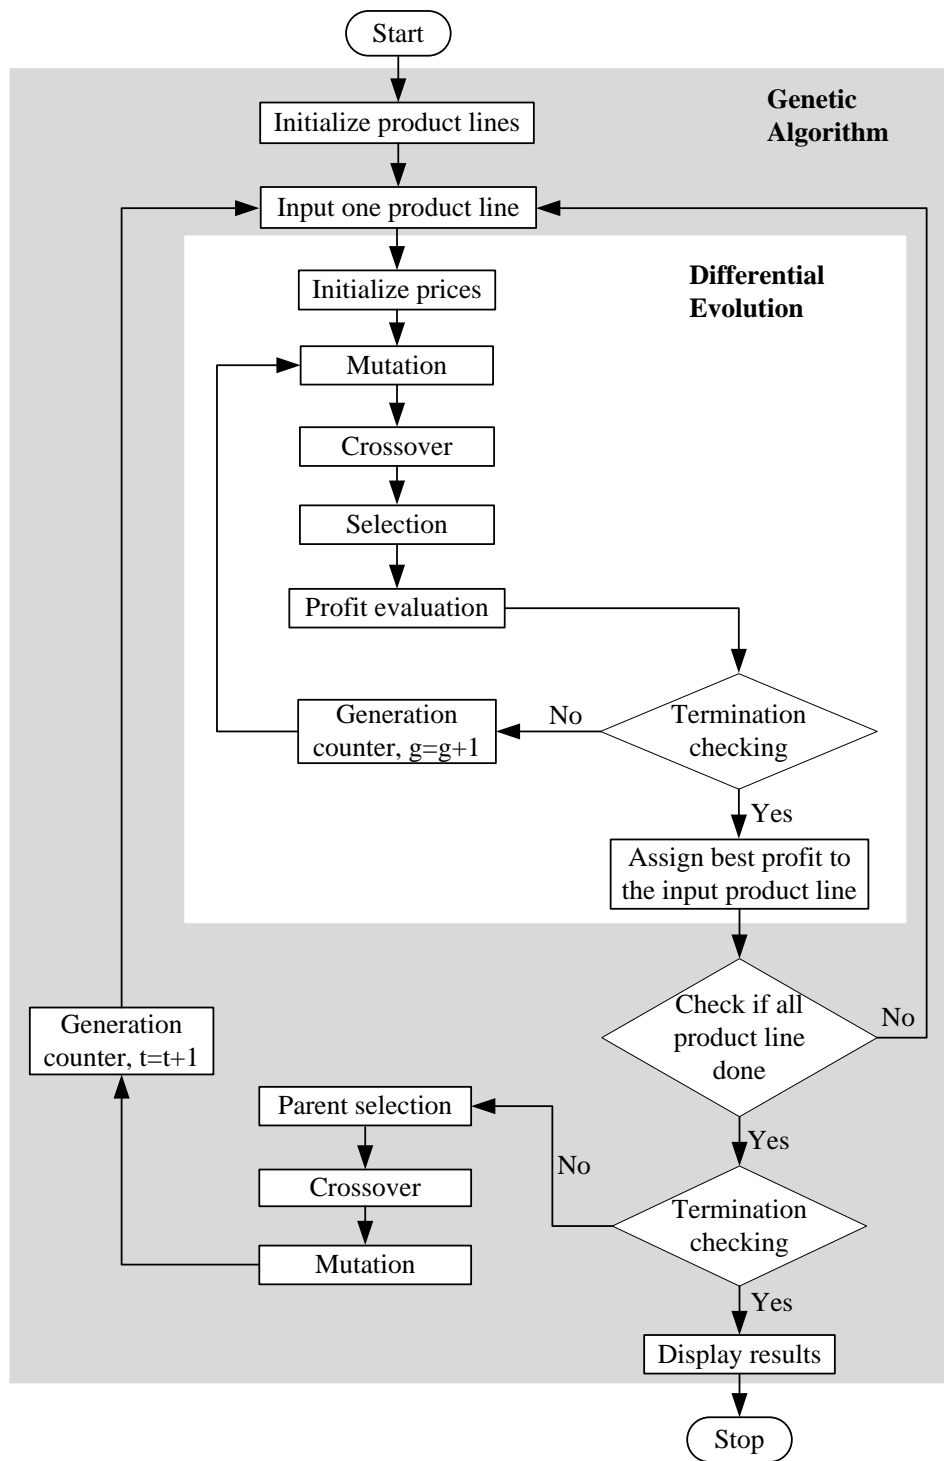 Start
Genetic
Algorithm
Initialize product lines
Input one product line
Differential
Evolution
Initialize prices
Mutation
Crossover
Selection
Profit evaluation
Termination
checking
No
Generation
counter, g=g+1
Yes
Assign best profit to
the input product line
Check if all
product line
done
No
Generation
counter, t=t+1
Yes
Parent selection
No
Crossover
Termination
checking
Mutation
Yes
Display results
Stop